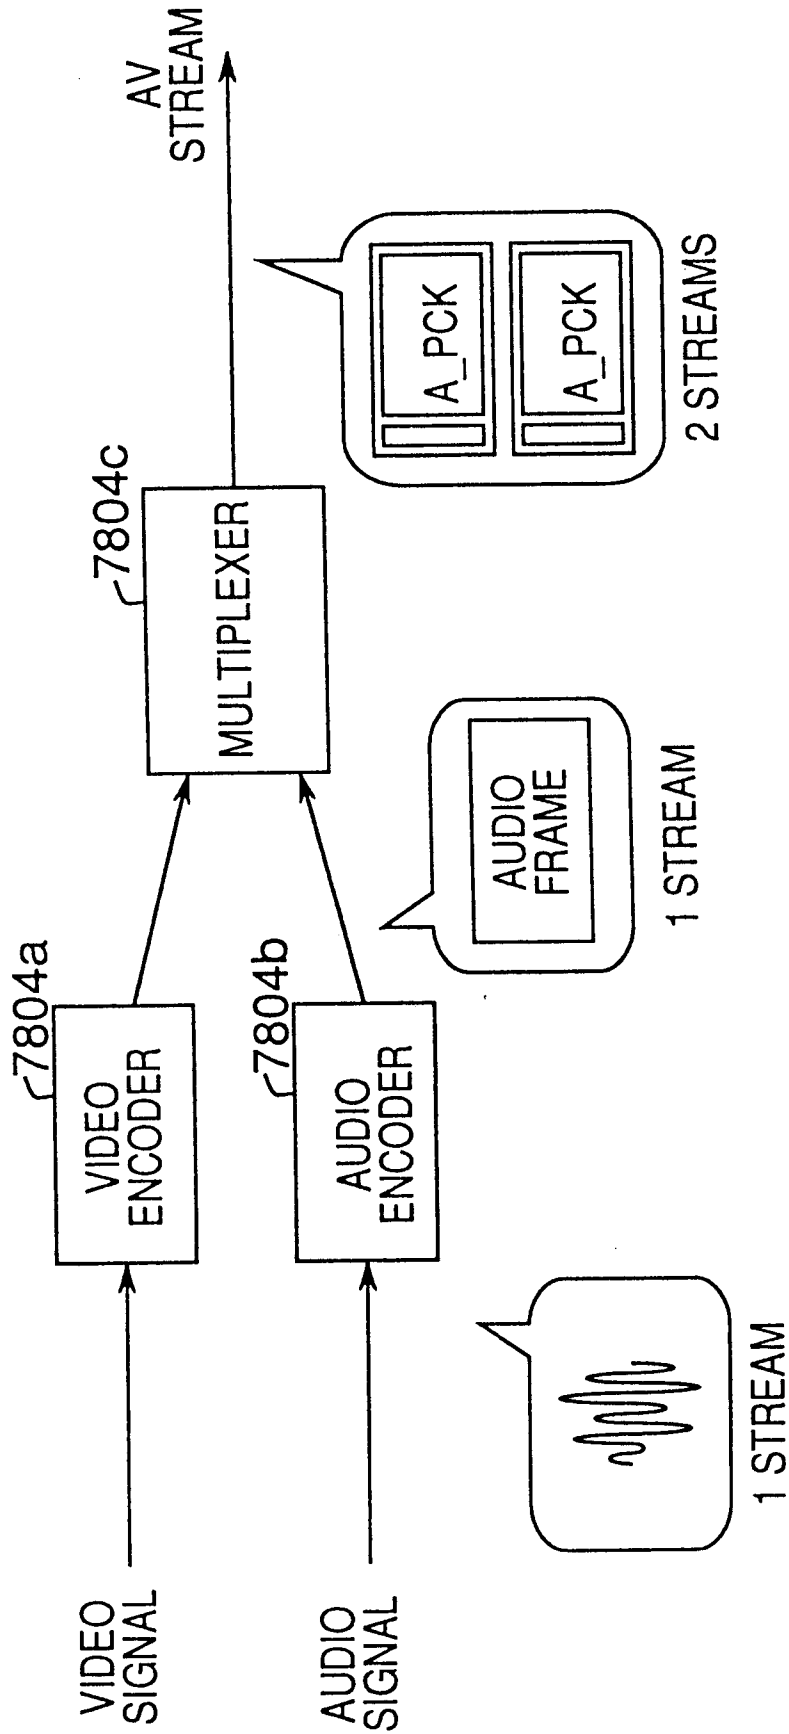 VIDEO
SIGNAL
7804a
VIDEO
ENCODER
AUDIO
SIGNAL
7804b
AUDIO
ENCODER
7804c
MULTIPLEXER
AV
STREAM
1 STREAM
AUDIO
FRAME
1 STREAM
A_PCK
A_PCK
2 STREAMS